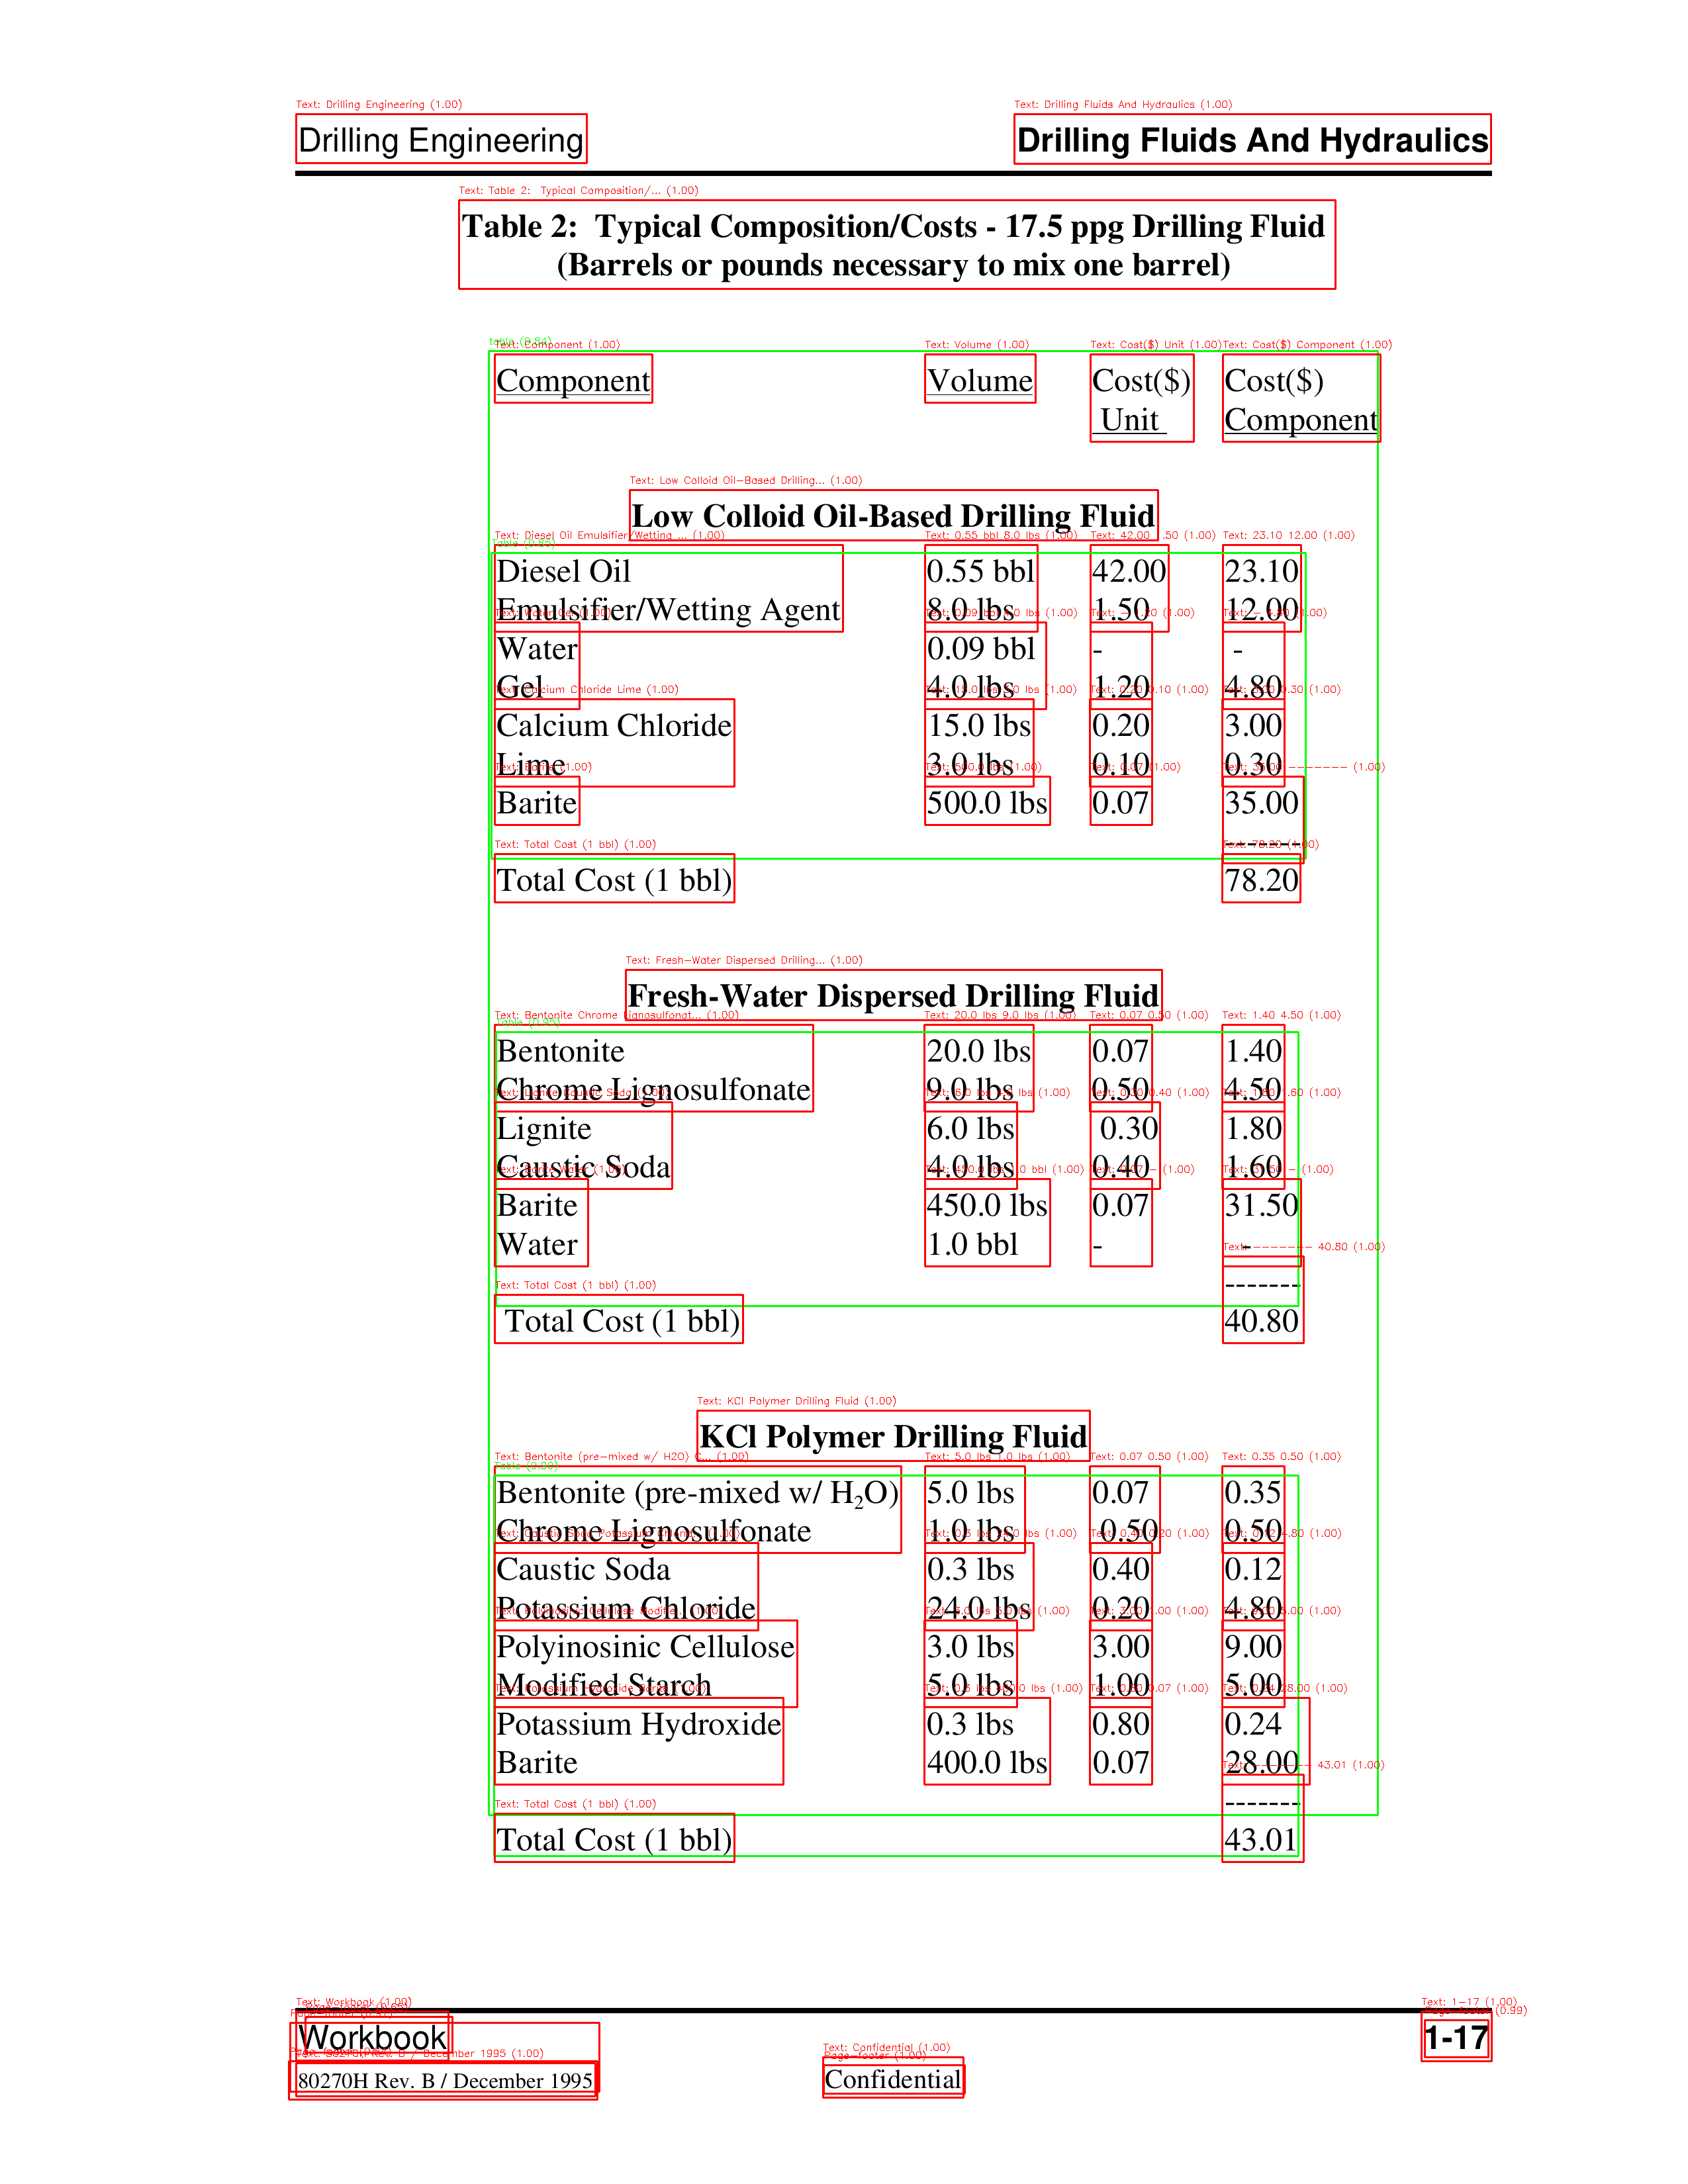 Drilling Engineering Drilling Fluids And Hydraulics
Table 2: Typical Composition/Costs - 17.5 ppg Drilling Fluid
(Barrels or pounds necessary to mix one barrel)
Component Volume Cost($) Cost($)
Unit Component
Low Colloid Oil-Based Drilling Fluid
Diesel Oil 0.55 bbl 42.00 23.10
Emulsifier/Wetting Agent 8.0 lbs 1.50 12.00
Water 0.09 bbl - -
Gel 4.0 lbs 1.20 4.80
Calcium Chloride 15.0 lbs 0.20 3.00
Lime 3.0 lbs 0.10 0.30
Barite 500.0 lbs 0.07 35.00
-------
Total Cost (1 bbl) 78.20
Fresh-Water Dispersed Drilling Fluid
Bentonite 20.0 lbs 0.07 1.40
Chrome Lignosulfonate 9.0 lbs 0.50 4.50
Lignite 6.0 lbs 0.30 1.80
Caustic Soda 4.0 lbs 0.40 1.60
Barite 450.0 lbs 0.07 31.50
Water 1.0 bbl - -
-------
Total Cost (1 bbl) 40.80
KCl Polymer Drilling Fluid
Bentonite (pre-mixed w/ H₂O) 5.0 lbs 0.07 0.35
Chrome Lignosulfonate 1.0 lbs 0.50 0.50
Caustic Soda 0.3 lbs 0.40 0.12
Potassium Chloride 24.0 lbs 0.20 4.80
Polyinosinic Cellulose 3.0 lbs 3.00 9.00
Modified Starch 5.0 lbs 1.00 5.00
Potassium Hydroxide 0.3 lbs 0.80 0.24
Barite 400.0 lbs 0.07 28.00
-------
Total Cost (1 bbl) 43.01
Workbook 1-17
80270H Rev. B / December 1995 Confidential